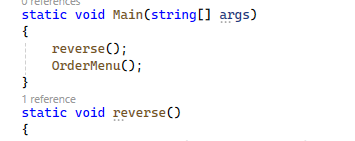 0 references
static void Main(string[] args)
{
reverse();
OrderMenu();
}
1 reference
static void reverse()
{